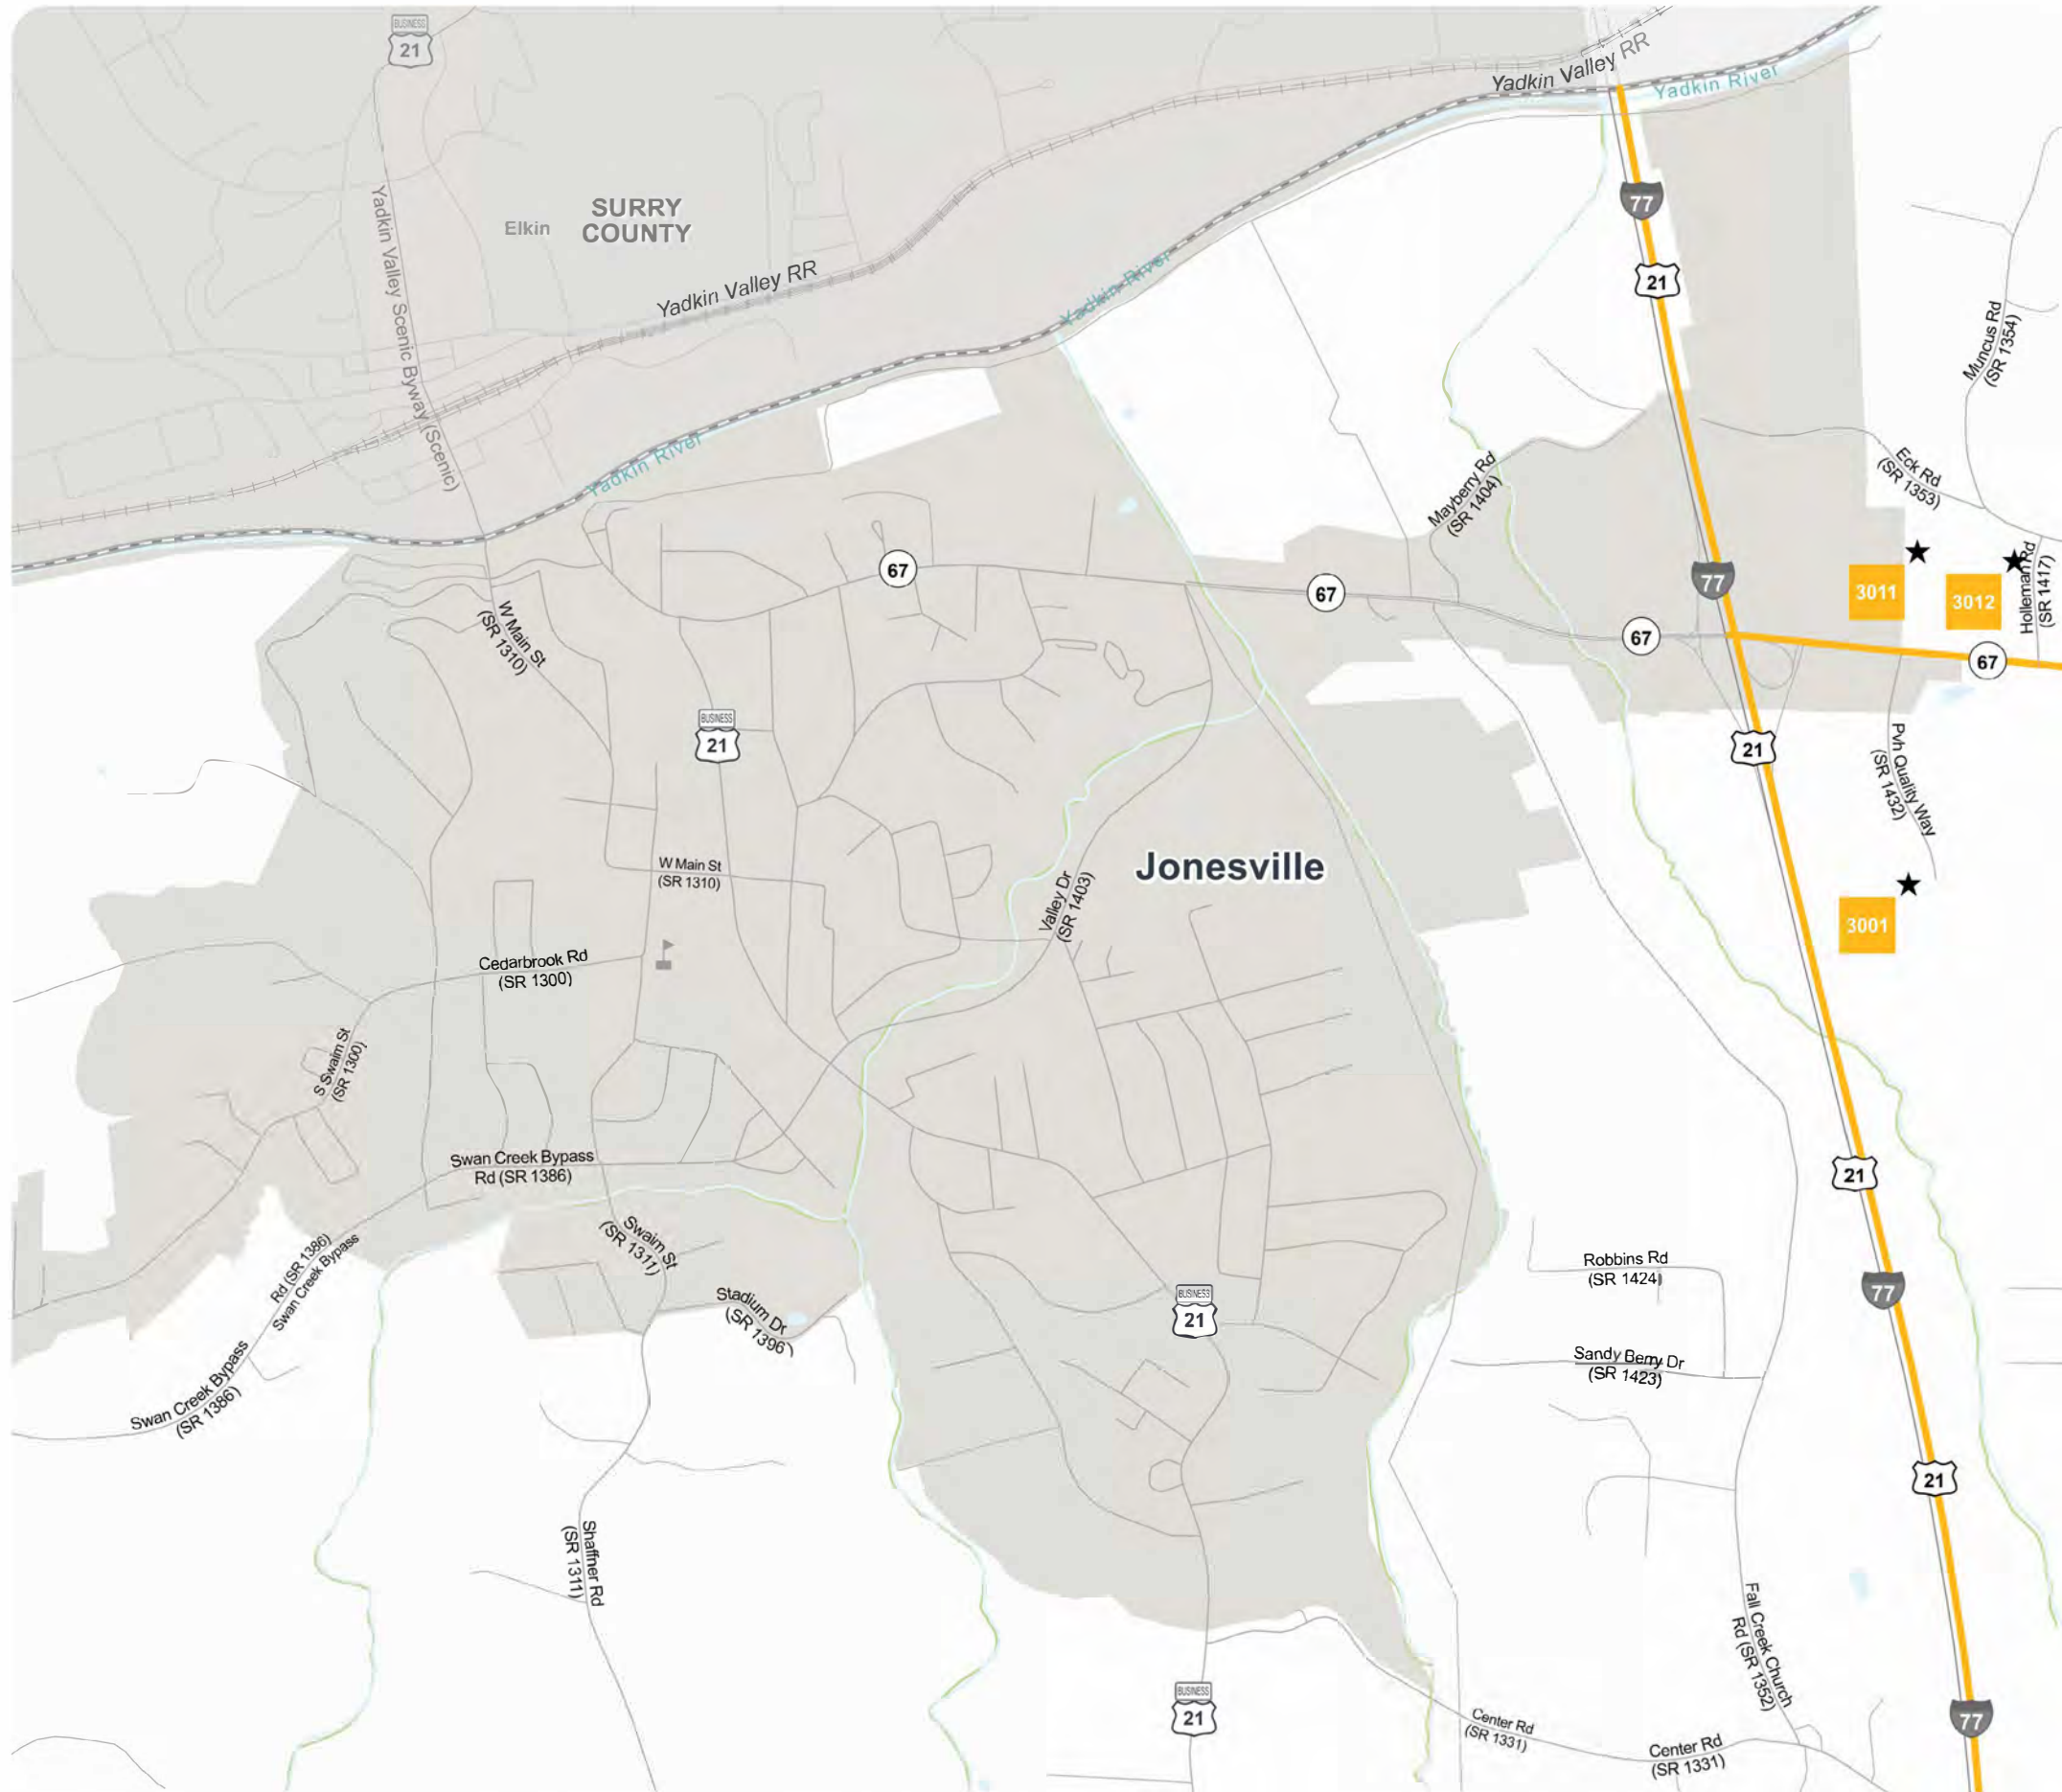 BUSINESS
21
Yadkin Valley RR
Yadkin River
77
Yadkin Valley Scenic Byway (Scenic)
SURRY
COUNTY
Elkin
21
Yadkin Valley RR
Yadkin River
Muncus Rd
(SR 1354)
Yadkin River
Mayberry Rd
(SR 1404)
Eck Rd
(SR 1353)
67
67
77
3011
3012
Holleman Rd
(SR 1417)
W Main St
(SR 1310)
67
67
BUSINESS
21
21
Pvh Quality Way
(SR 1432)
W Main St
(SR 1310)
Jonesville
Valley Dr
(SR 1403)
3001
Cedarbrook Rd
(SR 1300)
S Swaim St
(SR 1300)
Swan Creek Bypass
Rd (SR 1386)
21
Swaim St
(SR 1311)
Rd (SR 1386)
Swan Creek Bypass
Robbins Rd
(SR 1424)
77
Stadium Dr
(SR 1396)
BUSINESS
21
Sandy Berry Dr
(SR 1423)
Swan Creek Bypass
(SR 1386)
21
Shaffner Rd
(SR 1311)
Fall Creek Church
Rd (SR 1352)
BUSINESS
21
Center Rd
(SR 1331)
77
Center Rd
(SR 1331)